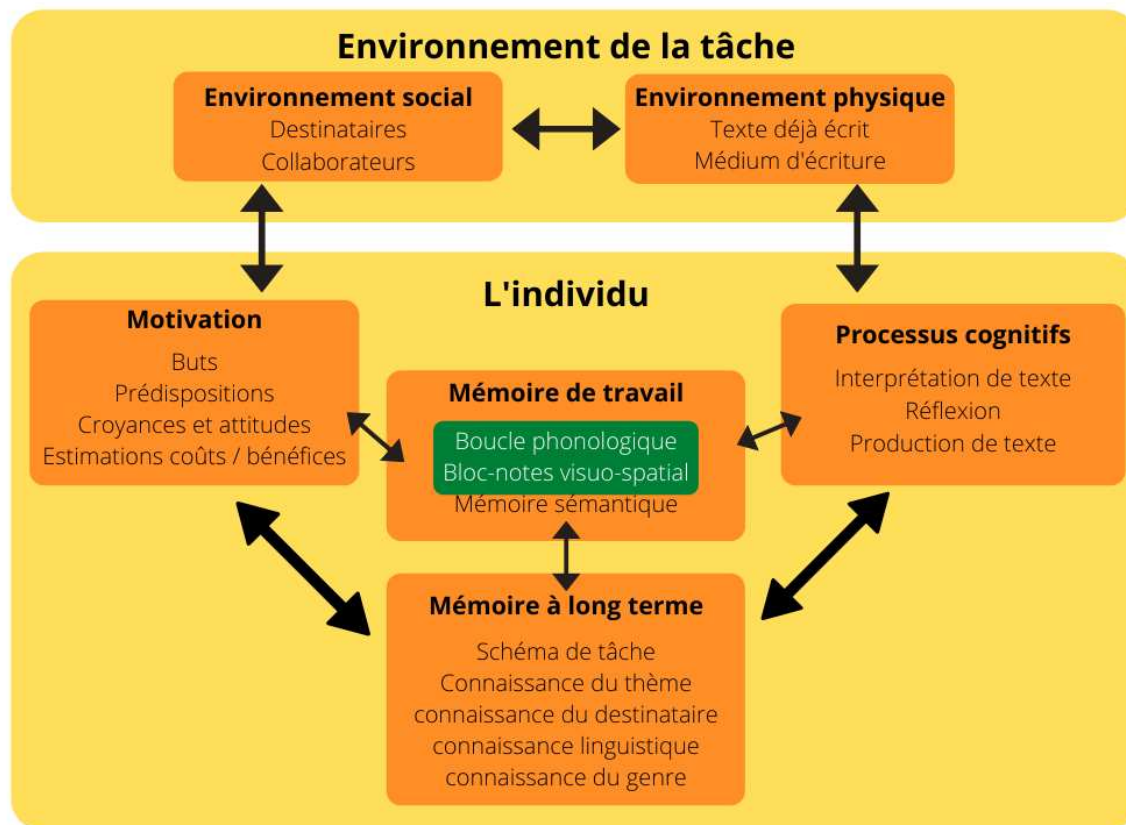 Environnement de la tâche
Environnement social
Destinataires
Collaborateurs
Environnement physique
Texte déjà écrit
Médium d'écriture
L'individu
Motivation
Buts
Prédispositions
Croyances et attitudes
Estimations coûts / bénéfices
Mémoire de travail
Boucle phonologique
Bloc-notes visuo-spatial
Mémoire sémantique
Processus cognitifs
Interprétation de texte
Réflexion
Production de texte
Mémoire à long terme
Schéma de tâche
Connaissance du thème
connaissance du destinataire
connaissance linguistique
connaissance du genre